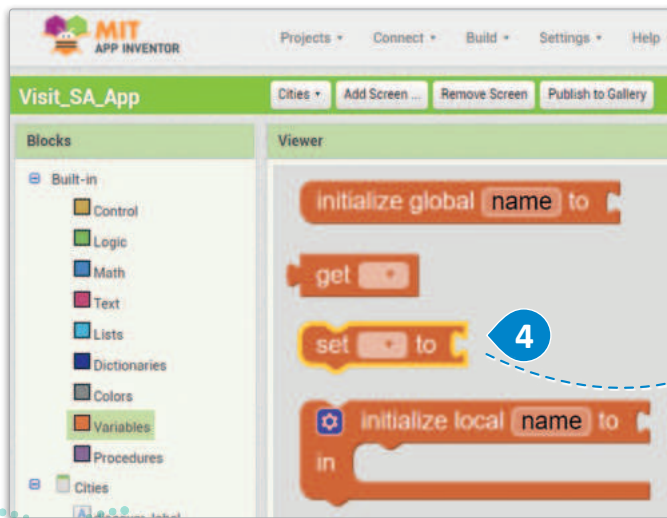 MIT
APP INVENTOR
Projects Connect Build Settings Help
Visit_SA_App
Cities Add Screen ... Remove Screen Publish to Gallery
Blocks
Viewer
Built-in
Control
Logic
Math
Text
Lists
Dictionaries
Colors
Variables
Procedures
Cities
initialize global name to
get
set to
4
initialize local name to
in